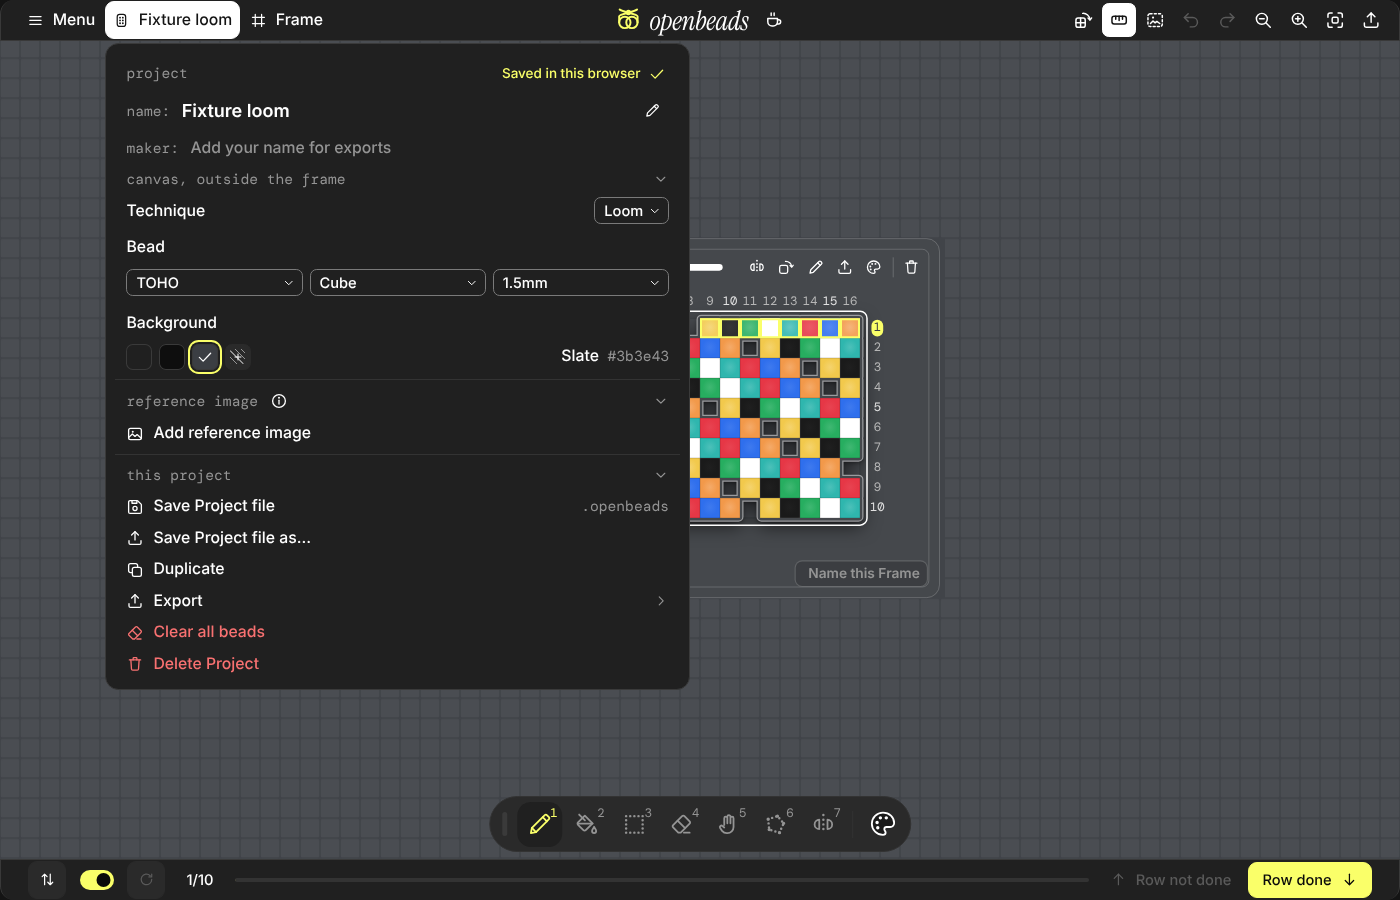 Menu
Fixture loom
Frame
openbeads
project
Saved in this browser
name: Fixture loom
maker: Add your name for exports
canvas, outside the frame
Technique
Loom
Bead
TOHO
Cube
1.5mm
Background
Slate #3b3e43
reference image
Add reference image
this project
Save Project file
.openbeads
Save Project file as...
Duplicate
Export
Clear all beads
Delete Project
9 10 11 12 13 14 15 16
1
2
3
4
5
6
7
8
9
10
Name this Frame
1 2 3 4 5 6 7
1/10
Row not done
Row done